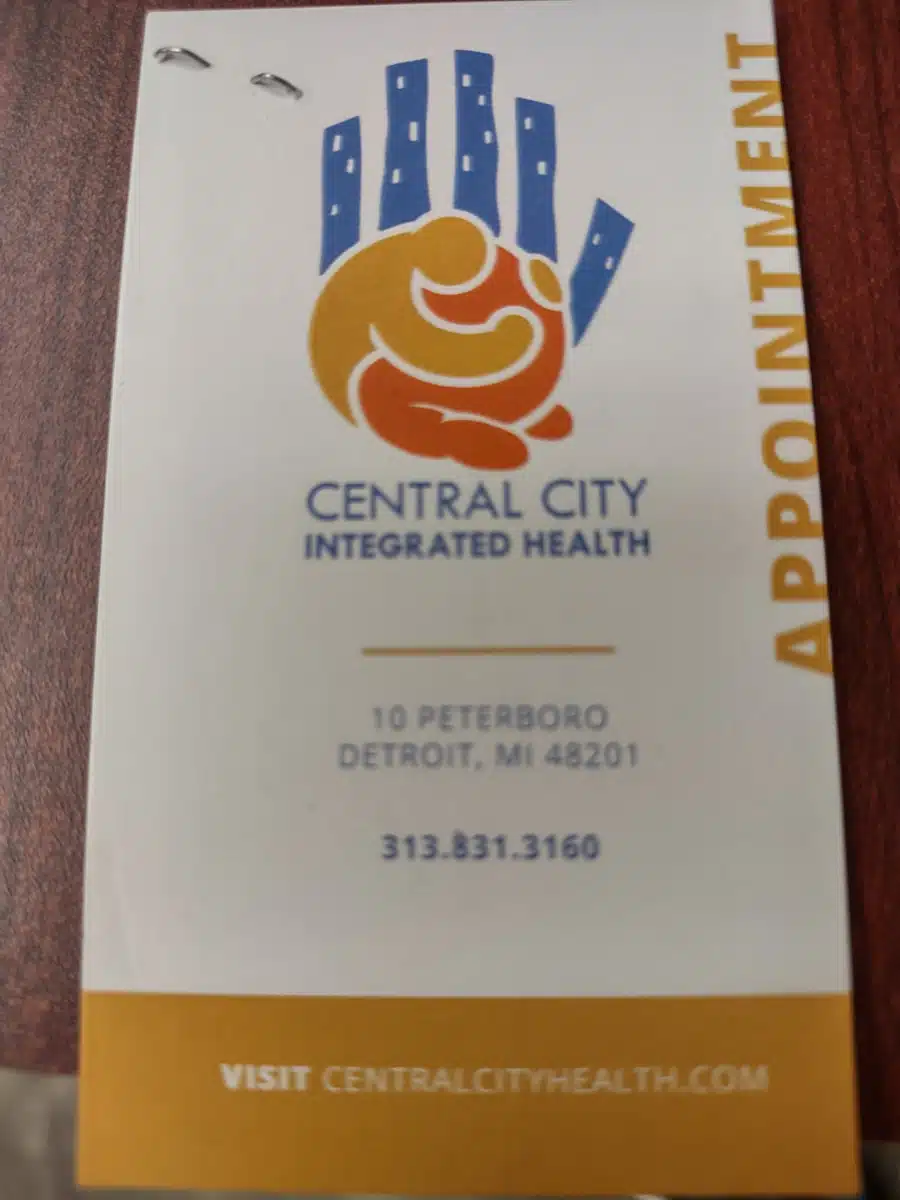 CENTRAL CITY
INTEGRATED HEALTH
10 PETERBORO
DETROIT, MI 48201
313.831.3160
VISIT CENTRALCITYHEALTH.COM
APPOINTMENT